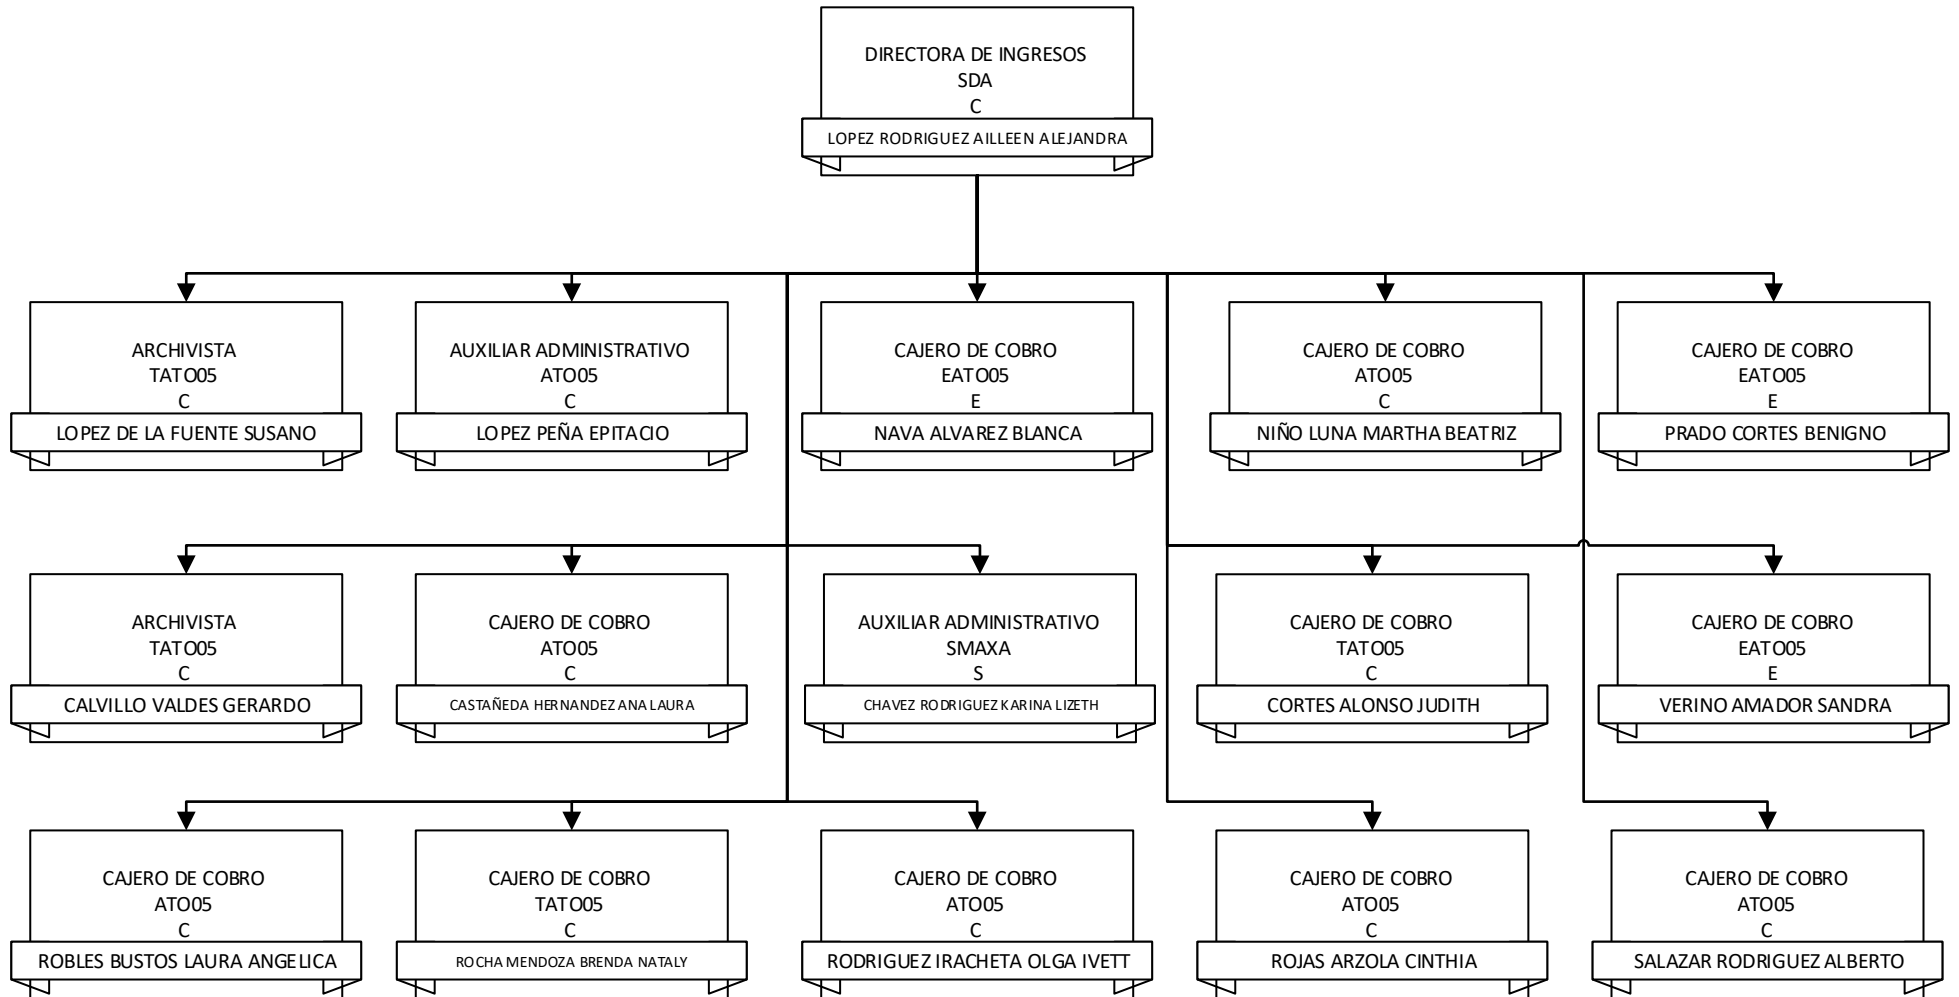 DIRECTORA DE INGRESOS
SDA
C
LOPEZ RODRIGUEZ AILLEEN ALEJANDRA
ARCHIVISTA
TATO05
C
LOPEZ DE LA FUENTE SUSANO
AUXILIAR ADMINISTRATIVO
ATO05
C
LOPEZ PEÑA EPITACIO
CAJERO DE COBRO
EATO05
E
NAVA ALVAREZ BLANCA
CAJERO DE COBRO
ATO05
C
NIÑO LUNA MARTHA BEATRIZ
CAJERO DE COBRO
EATO05
E
PRADO CORTES BENIGNO
ARCHIVISTA
TATO05
C
CALVILLO VALDES GERARDO
CAJERO DE COBRO
ATO05
C
CASTAÑEDA HERNANDEZ ANA LAURA
AUXILIAR ADMINISTRATIVO
SMAXA
S
CHAVEZ RODRIGUEZ KARINA LIZETH
CAJERO DE COBRO
TATO05
C
CORTES ALONSO JUDITH
CAJERO DE COBRO
EATO05
E
VERINO AMADOR SANDRA
CAJERO DE COBRO
ATO05
C
ROBLES BUSTOS LAURA ANGELICA
CAJERO DE COBRO
TATO05
C
ROCHA MENDOZA BRENDA NATALY
CAJERO DE COBRO
ATO05
C
RODRIGUEZ IRACHETA OLGA IVETT
CAJERO DE COBRO
ATO05
C
ROJAS ARZOLA CINTHIA
CAJERO DE COBRO
ATO05
C
SALAZAR RODRIGUEZ ALBERTO